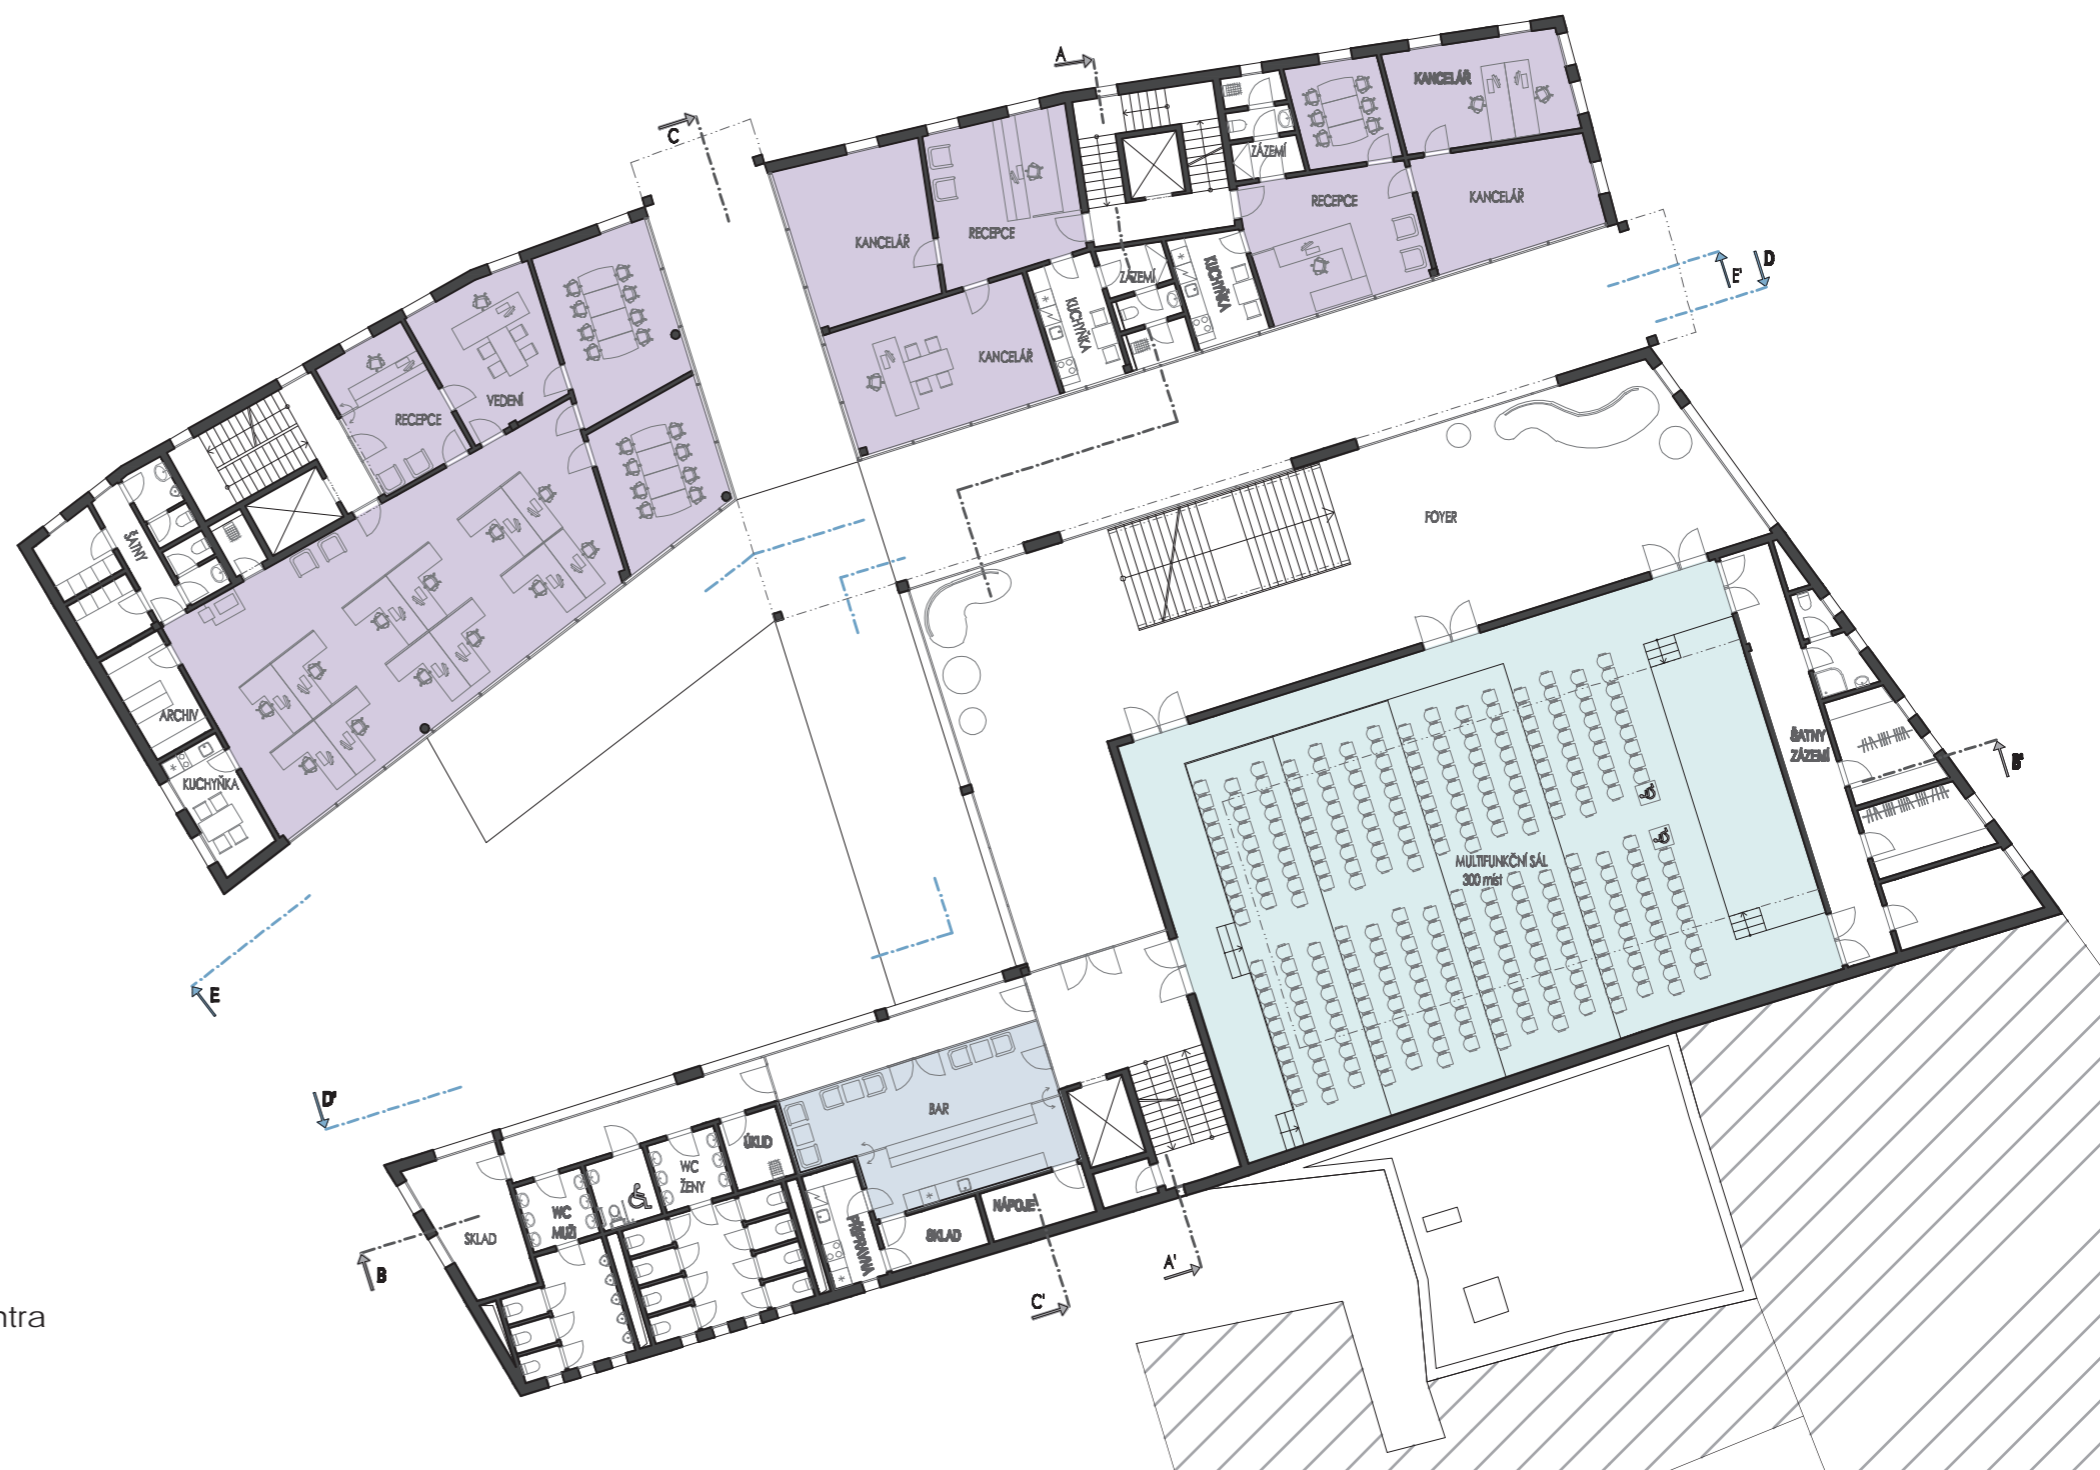 A
C
KANCELÁŘ
ZÁZEMÍ
RECEPCE
KANCELÁŘ
KANCELÁŘ
RECEPCE
D
E'
ZÁZEMÍ
KUCHYŇKA
KUCHYŇKA
KANCELÁŘ
VEDENÍ
RECEPCE
FOYER
ŠATNY
ARCHIV
ŠATNY
ZÁZEMÍ
B'
KUCHYŇKA
MULTIFUNKČNÍ SÁL
300 míst
E
D'
BAR
ÚKLID
WC
ŽENY
WC
MUŽI
NÁPOJE
SKLAD
SKLAD
PŘÍPRAVNA
B
A'
C'
ntra